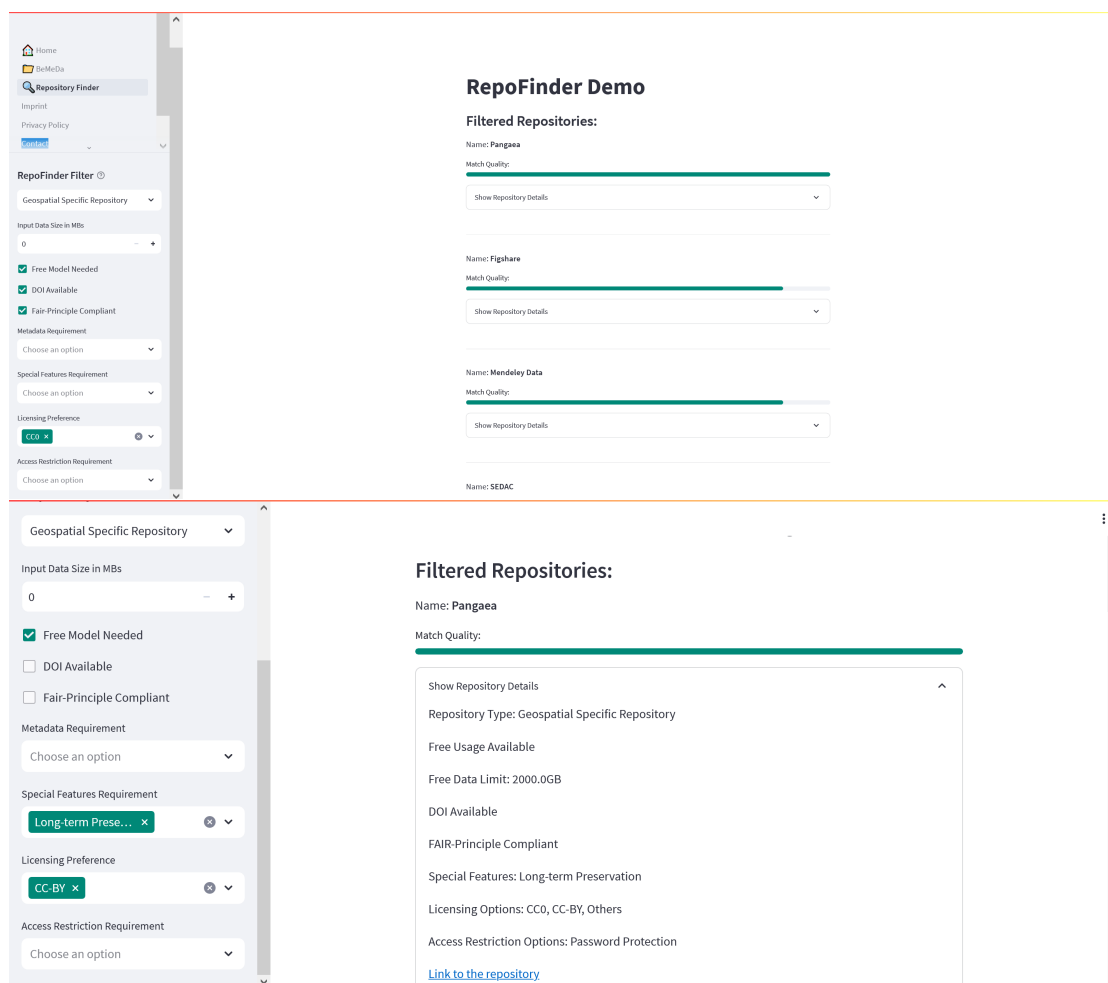 Home
BeMeDa
Repository Finder
Imprint
Privacy Policy
Contact
RepoFinder Filter
Geospatial Specific Repository
Input Data Size in MBs
0
Free Model Needed
DOI Available
Fair-Principle Compliant
Metadata Requirement
Choose an option
Special Features Requirement
Choose an option
Licensing Preference
CC0 ×
Access Restriction Requirement
Choose an option
RepoFinder Demo
Filtered Repositories:
Name: Pangaea
Match Quality:
Show Repository Details
Name: Figshare
Match Quality:
Show Repository Details
Name: Mendeley Data
Match Quality:
Show Repository Details
Name: SEDAC
Geospatial Specific Repository
Input Data Size in MBs
0
Free Model Needed
DOI Available
Fair-Principle Compliant
Metadata Requirement
Choose an option
Special Features Requirement
Long-term Prese... ×
Licensing Preference
CC-BY ×
Access Restriction Requirement
Choose an option
Filtered Repositories:
Name: Pangaea
Match Quality:
Show Repository Details
Repository Type: Geospatial Specific Repository
Free Usage Available
Free Data Limit: 2000.0GB
DOI Available
FAIR-Principle Compliant
Special Features: Long-term Preservation
Licensing Options: CC0, CC-BY, Others
Access Restriction Options: Password Protection
Link to the repository